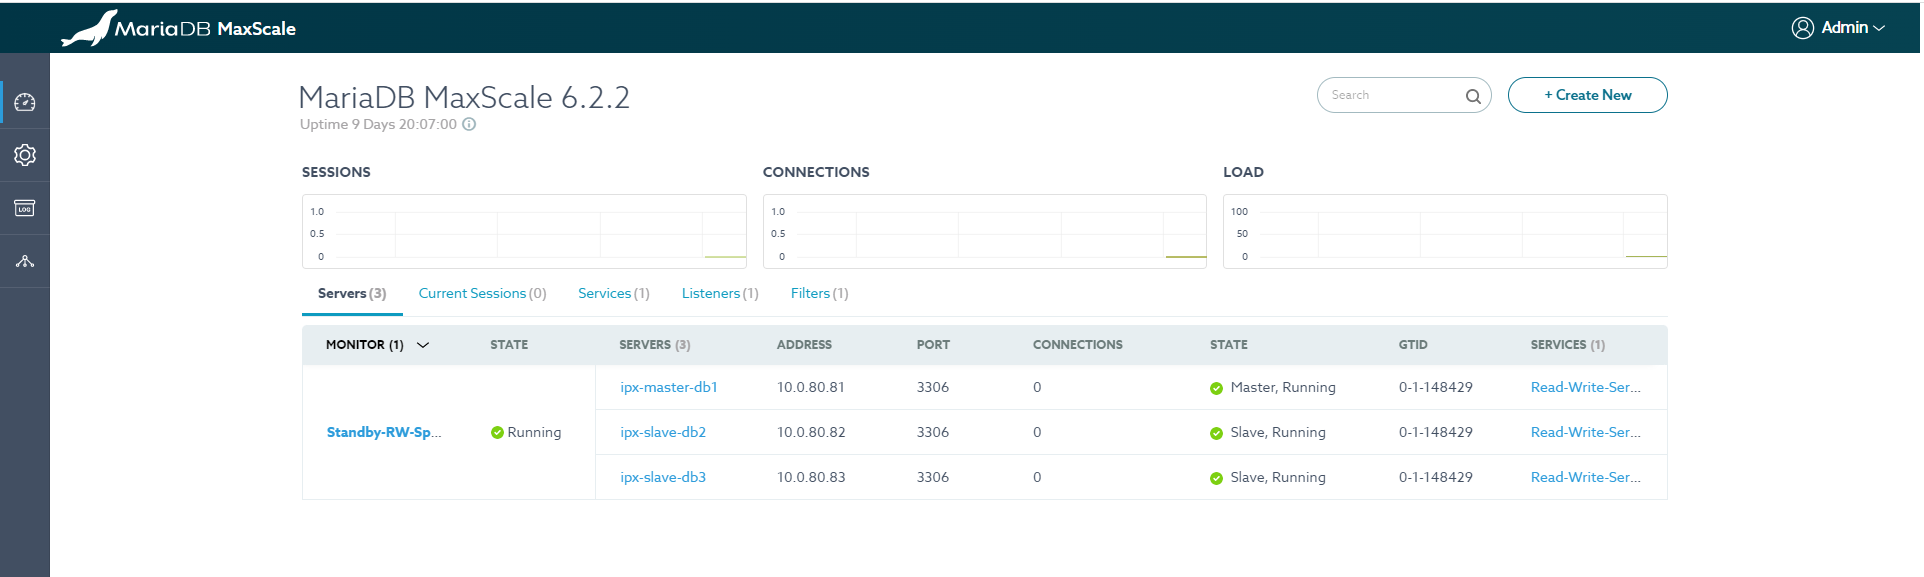 MariaDB MaxScale
Admin
LOG
MariaDB MaxScale 6.2.2
Uptime 9 Days 20:07:00
Search
+ Create New
SESSIONS
CONNECTIONS
LOAD
1.0
0.5
0
1.0
0.5
0
100
50
0
Servers (3) Current Sessions (0) Services (1) Listeners (1) Filters (1)
MONITOR (1) STATE SERVERS (3) ADDRESS PORT CONNECTIONS STATE GTID SERVICES (1)
ipx-master-db1 10.0.80.81 3306 0 Master, Running 0-1-148429 Read-Write-Ser...
Standby-RW-Sp... Running ipx-slave-db2 10.0.80.82 3306 0 Slave, Running 0-1-148429 Read-Write-Ser...
ipx-slave-db3 10.0.80.83 3306 0 Slave, Running 0-1-148429 Read-Write-Ser...